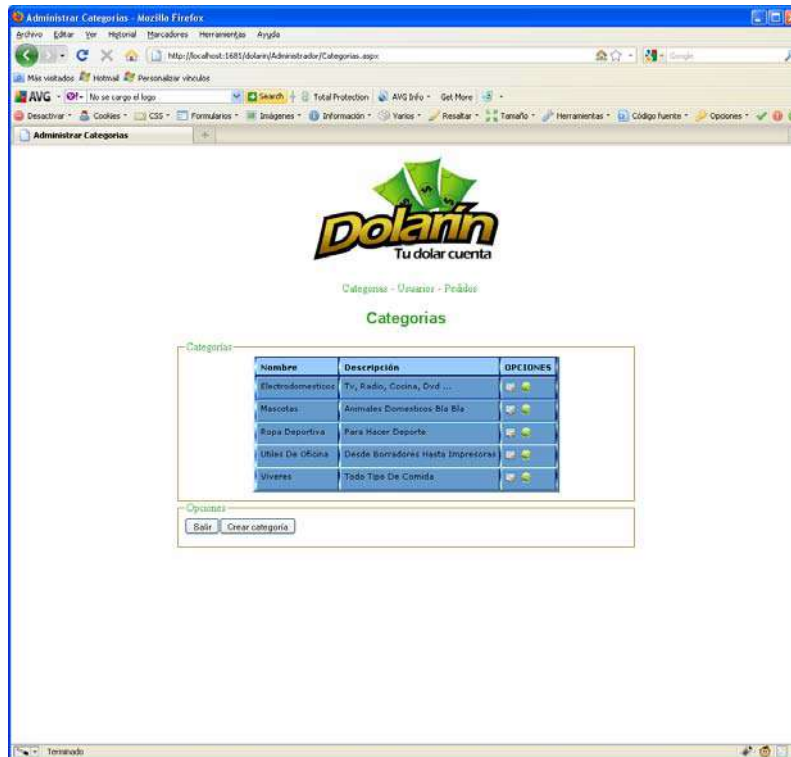 Administrar Categorias - Mozilla Firefox
Archivo Editar Ver Historial Marcadores Herramientas Ayuda
http://localhost:1681/dolarin/Administrador/Categorias.aspx Google
Más visitados Hotmail Personalizar vínculos
AVG No se cargo el logo Search Total Protection AVG Info Get More
Desactivar Cookies CSS Formularios Imágenes Información Varios Resaltar Tamaño Herramientas Código fuente Opciones
Administrar Categorias
Dolarín
Tu dolar cuenta
Categorias - Usuarios - Pedidos
Categorias
Categorías
Nombre Descripción OPCIONES
Electrodomesticos Tv, Radio, Cocina, Dvd ...
Mascotas Animales Domesticos Bla Bla
Ropa Deportiva Para Hacer Deporte
Utiles De Oficina Desde Borradores Hasta Impresoras
Viveres Todo Tipo De Comida
Opciones
Salir Crear categoría
Terminado